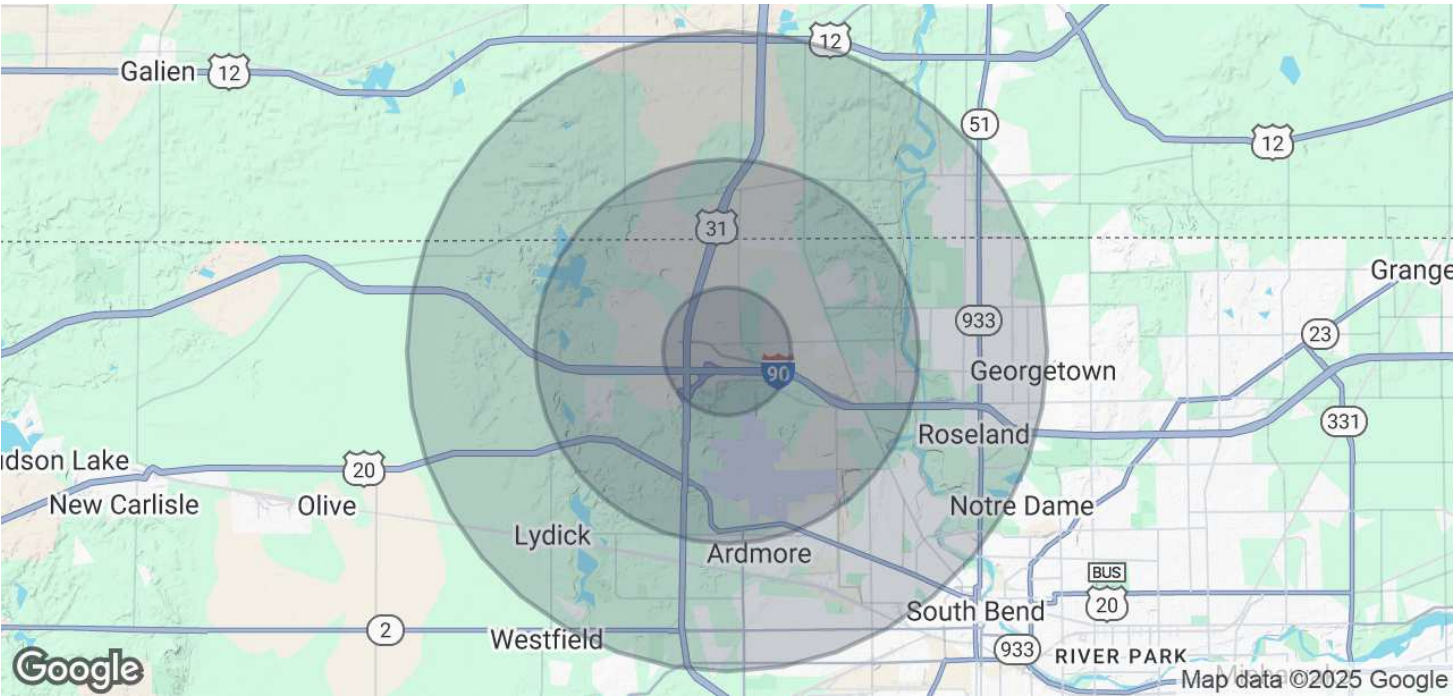 12
Galien 12
51
12
31
Grange
933
23
90
Georgetown
331
Roseland
dson Lake
20
New Carlisle
Olive
Notre Dame
Lydick
Ardmore
BUS
20
South Bend
2
Westfield
933
RIVER PARK
Google
Map data ©2025 Google